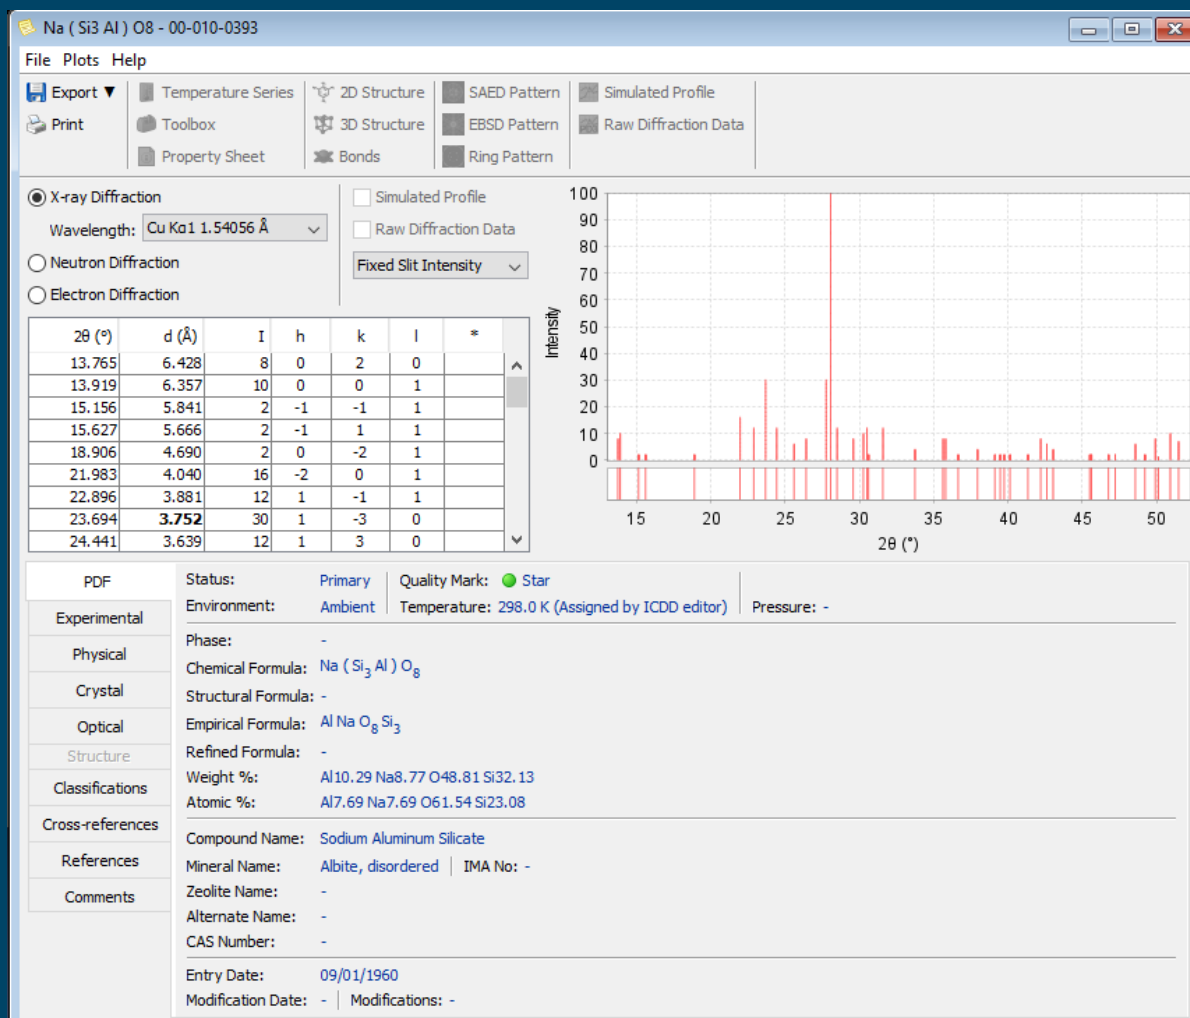 Na ( Si3 Al ) O8 - 00-010-0393
File Plots Help
Export ▼ Temperature Series 2D Structure SAED Pattern Simulated Profile
Print Toolbox 3D Structure EBSD Pattern Raw Diffraction Data
Property Sheet Bonds Ring Pattern
X-ray Diffraction Simulated Profile
Wavelength: Cu Kα1 1.54056 Å Raw Diffraction Data
Neutron Diffraction Fixed Slit Intensity
Electron Diffraction
2θ (°) d (Å) I h k l *
13.765 6.428 8 0 2 0
13.919 6.357 10 0 0 1
15.156 5.841 2 -1 -1 1
15.627 5.666 2 -1 1 1
18.906 4.690 2 0 -2 1
21.983 4.040 16 -2 0 1
22.896 3.881 12 1 -1 1
23.694 3.752 30 1 -3 0
24.441 3.639 12 1 3 0
Intensity
100
90
80
70
60
50
40
30
20
10
0
15 20 25 30 35 40 45 50
2θ (°)
PDF
Experimental
Physical
Crystal
Optical
Structure
Classifications
Cross-references
References
Comments
Status: Primary Quality Mark: Star
Environment: Ambient Temperature: 298.0 K (Assigned by ICDD editor) Pressure: -
Phase: -
Chemical Formula: Na ( Si3 Al ) O8
Structural Formula: -
Empirical Formula: Al Na O8 Si3
Refined Formula: -
Weight %: Al10.29 Na8.77 O48.81 Si32.13
Atomic %: Al7.69 Na7.69 O61.54 Si23.08
Compound Name: Sodium Aluminum Silicate
Mineral Name: Albite, disordered IMA No: -
Zeolite Name: -
Alternate Name: -
CAS Number: -
Entry Date: 09/01/1960
Modification Date: - Modifications: -